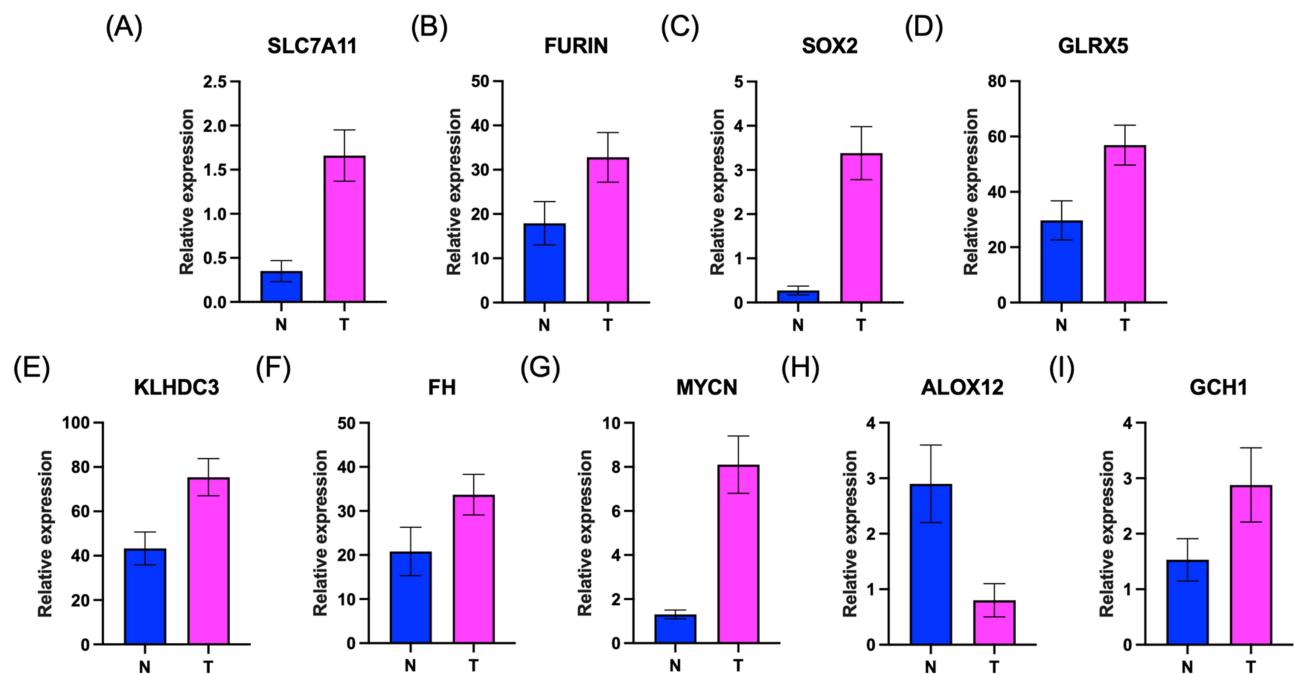 (A)
SLC7A11
Relative expression
2.5
2.0
1.5
1.0
0.5
0.0
N T
(B)
FURIN
Relative expression
50
40
30
20
10
0
N T
(C)
SOX2
Relative expression
5
4
3
2
1
0
N T
(D)
GLRX5
Relative expression
80
60
40
20
0
N T
(E)
KLHDC3
Relative expression
100
80
60
40
20
0
N T
(F)
FH
Relative expression
50
40
30
20
10
0
N T
(G)
MYCN
Relative expression
10
8
6
4
2
0
N T
(H)
ALOX12
Relative expression
4
3
2
1
0
N T
(I)
GCH1
Relative expression
4
3
2
1
0
N T